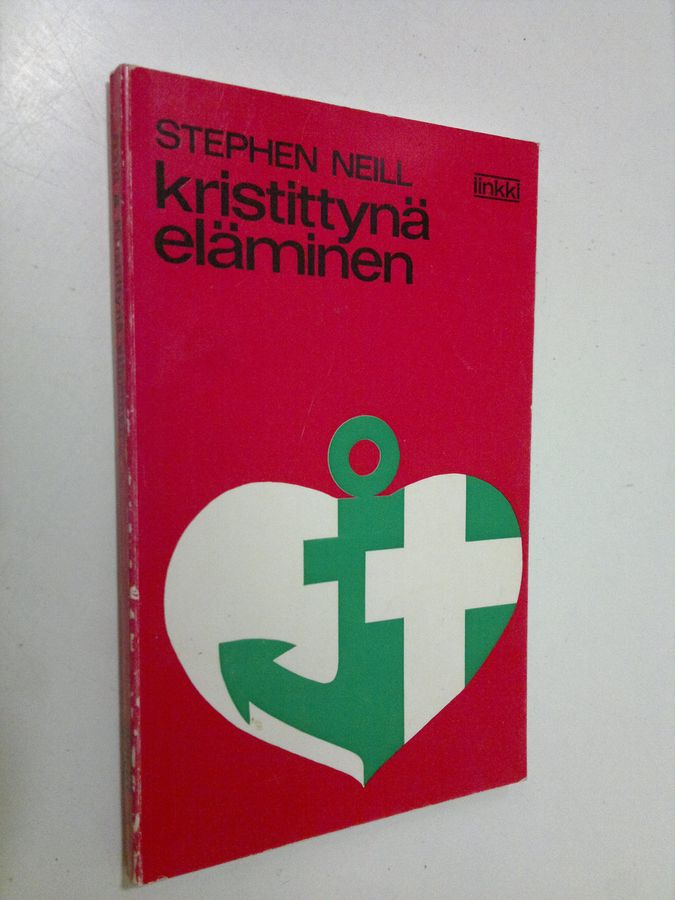 STEPHEN NEILL
kristittynä
eläminen
linkki